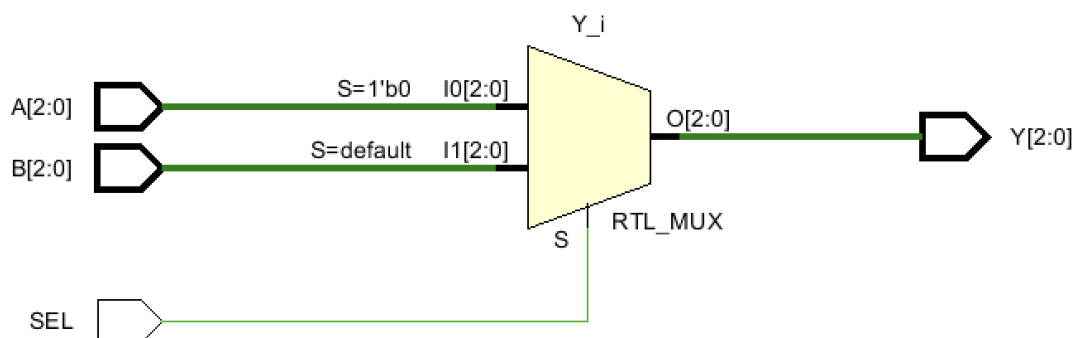 Y_i
A[2:0]
S=1'b0
I0[2:0]
B[2:0]
S=default
I1[2:0]
O[2:0]
Y[2:0]
S
RTL_MUX
SEL